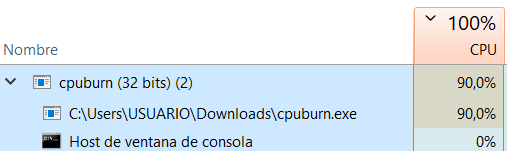 100%
Nombre CPU
cpuburn (32 bits) (2) 90,0%
C:\Users\USUARIO\Downloads\cpuburn.exe 90,0%
Host de ventana de consola 0%